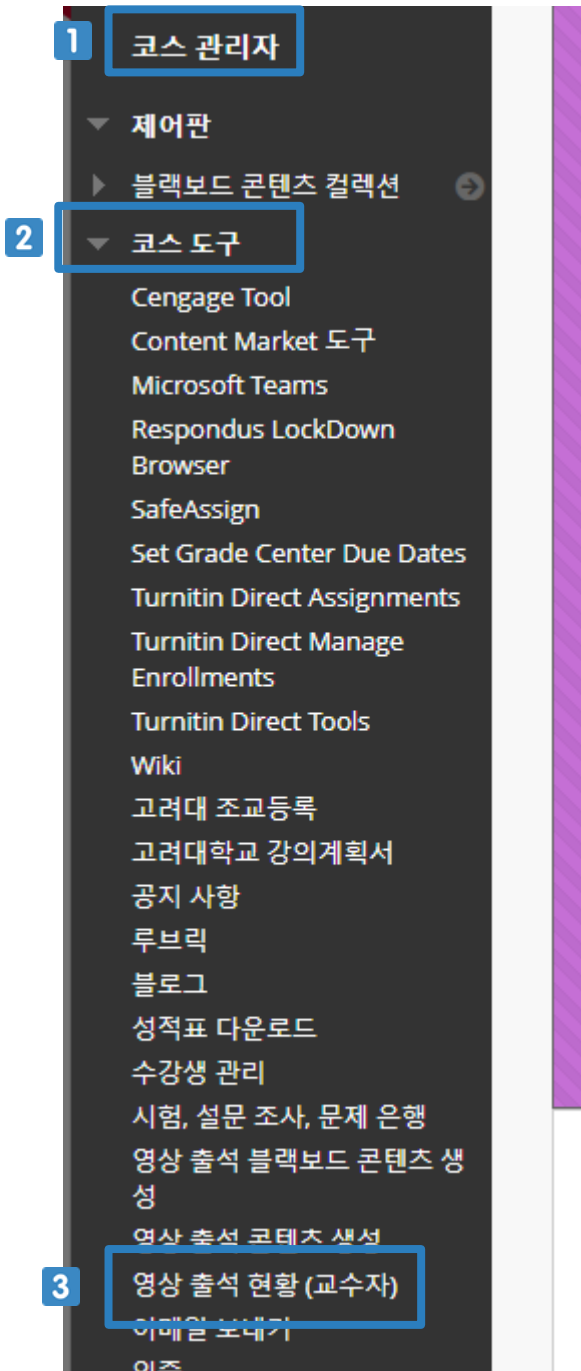 1 코스 관리자
제어판
블랙보드 콘텐츠 컬렉션
2 코스 도구
Cengage Tool
Content Market 도구
Microsoft Teams
Respondus LockDown
Browser
SafeAssign
Set Grade Center Due Dates
Turnitin Direct Assignments
Turnitin Direct Manage
Enrollments
Turnitin Direct Tools
Wiki
고려대 조교등록
고려대학교 강의계획서
공지 사항
루브릭
블로그
성적표 다운로드
수강생 관리
시험, 설문 조사, 문제 은행
영상 출석 블랙보드 콘텐츠 생
성
영상 출석 콘텐츠 생성
3 영상 출석 현황 (교수자)
이메일 보내기